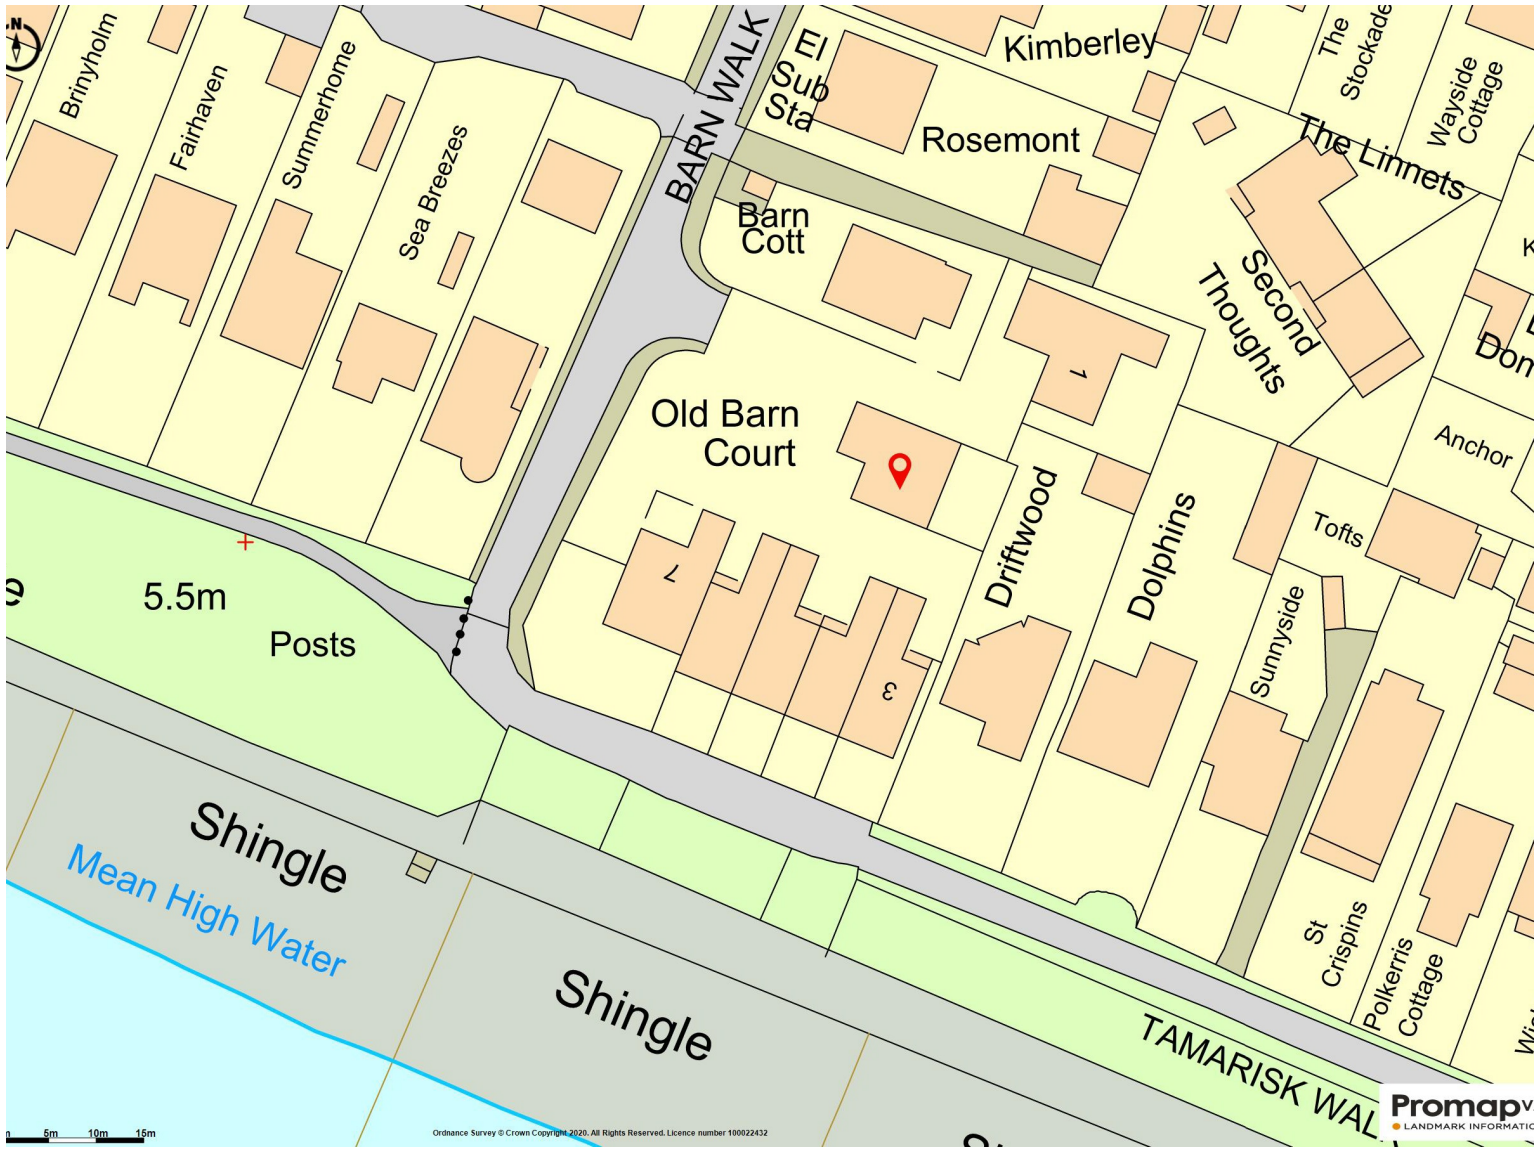 N
Brinyholm
Fairhaven
Summerhome
Sea Breezes
BARN WALK
El
Sub
Sta
Kimberley
Rosemont
The
Stockade
Wayside
Cottage
The Linnets
Barn
Cott
Second
Thoughts
1
Old Barn
Court
Driftwood
Dolphins
Anchor
Tofts
Sunnyside
7
3
5.5m
Posts
Shingle
Mean High Water
Shingle
St
Crispins
Polkerris
Cottage
TAMARISK WAL
5m 10m 15m
Ordnance Survey © Crown Copyright 2020. All Rights Reserved. Licence number 100022432
Promap
LANDMARK INFORMATIO